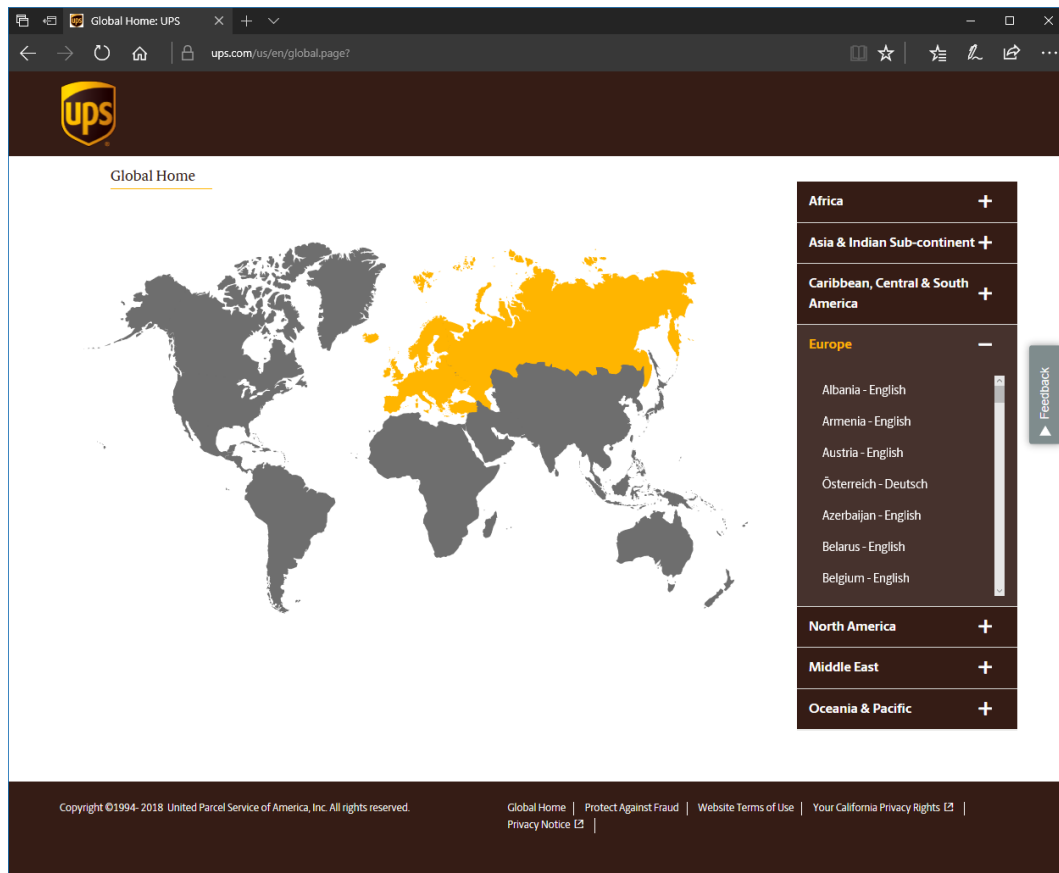 Global Home: UPS
ups.com/us/en/global.page?
ups
Global Home
Africa
Asia & Indian Sub-continent
Caribbean, Central & South
America
Europe
Albania - English
Armenia - English
Austria - English
Österreich - Deutsch
Azerbaijan - English
Belarus - English
Belgium - English
North America
Middle East
Oceania & Pacific
Feedback
Copyright ©1994- 2018 United Parcel Service of America, Inc. All rights reserved.
Global Home | Protect Against Fraud | Website Terms of Use | Your California Privacy Rights |
Privacy Notice |